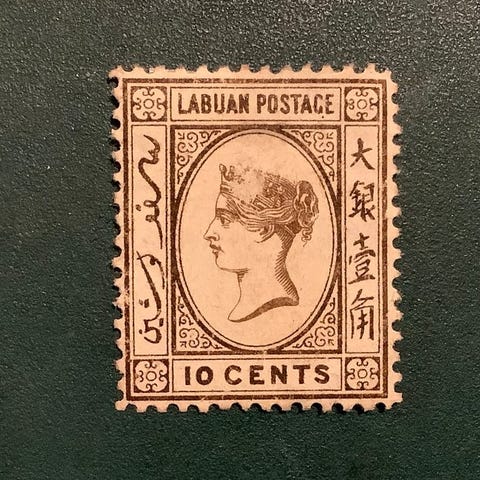 LABUAN POSTAGE
大銀壹角
10 CENTS